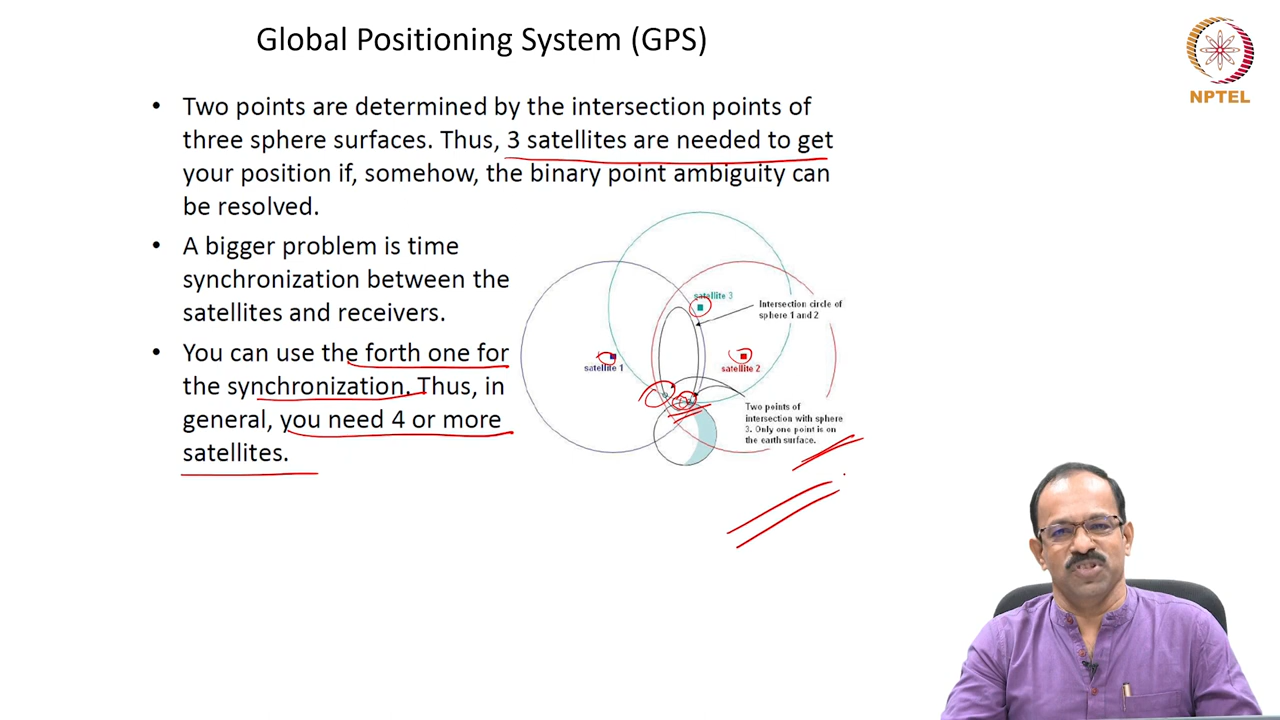 Global Positioning System (GPS)
NPTEL
• Two points are determined by the intersection points of
three sphere surfaces. Thus, 3 satellites are needed to get
your position if, somehow, the binary point ambiguity can
be resolved.
• A bigger problem is time
synchronization between the
satellites and receivers.
• You can use the forth one for
the synchronization. Thus, in
general, you need 4 or more
satellites.
satellite 3
Intersection circle of
sphere 1 and 2
satellite 1
satellite 2
Two points of
intersection with sphere
3. Only one point is on
the earth surface.